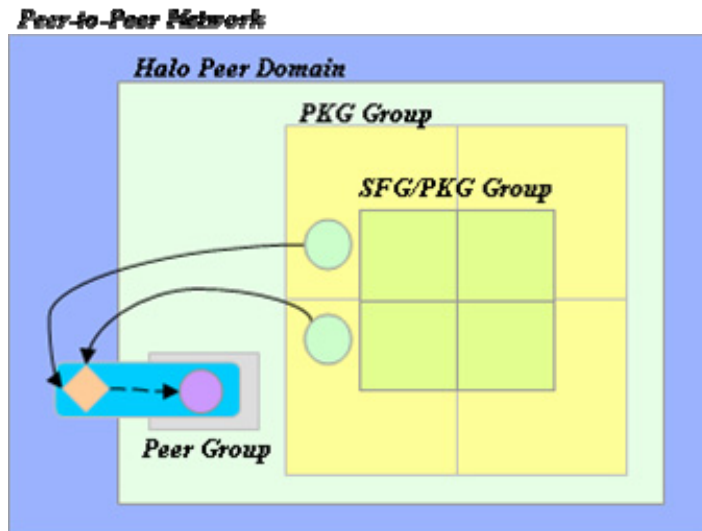 Peer-to-Peer Network
Halo Peer Domain
PKG Group
SFG/PKG Group
Peer Group